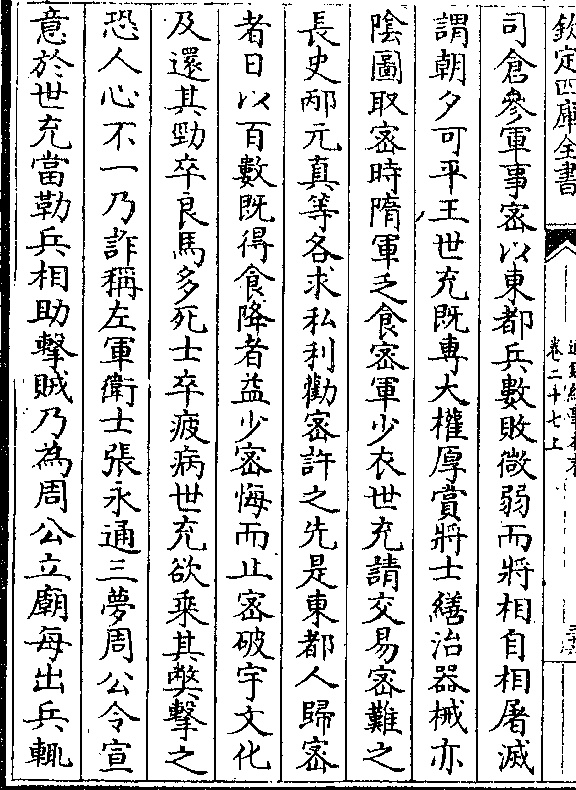 欽定四庫全書
卷二十七上
司倉參軍事密以東都兵數敗微弱而將相自相屠滅
謂朝夕可平王世充既專大權厚賞將士繕治器械亦
陰圖取密時隋軍乏食密軍少衣世充請交易密難之
長史邴元真等各求私利勸密許之先是東都人歸密
者日以百數既得食降者益少密悔而止密破宇文化
及還其勁卒良馬多死士卒疲病世充欲乘其弊擊之
恐人心不一乃詐稱左軍衛士張永通三夢周公令宣
意於世充當勒兵相助擊賊乃為周公立廟每出兵輒